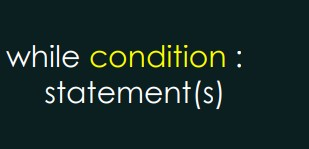 while condition :
statement(s)